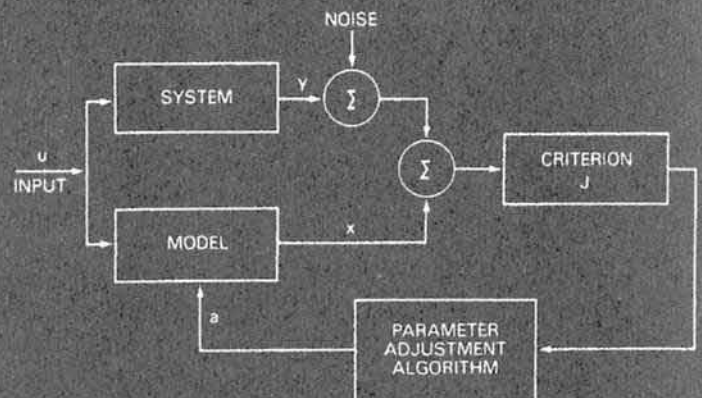 NOISE
SYSTEM
Y
Σ
u
INPUT
Σ
CRITERION
J
MODEL
x
a
PARAMETER
ADJUSTMENT
ALGORITHM